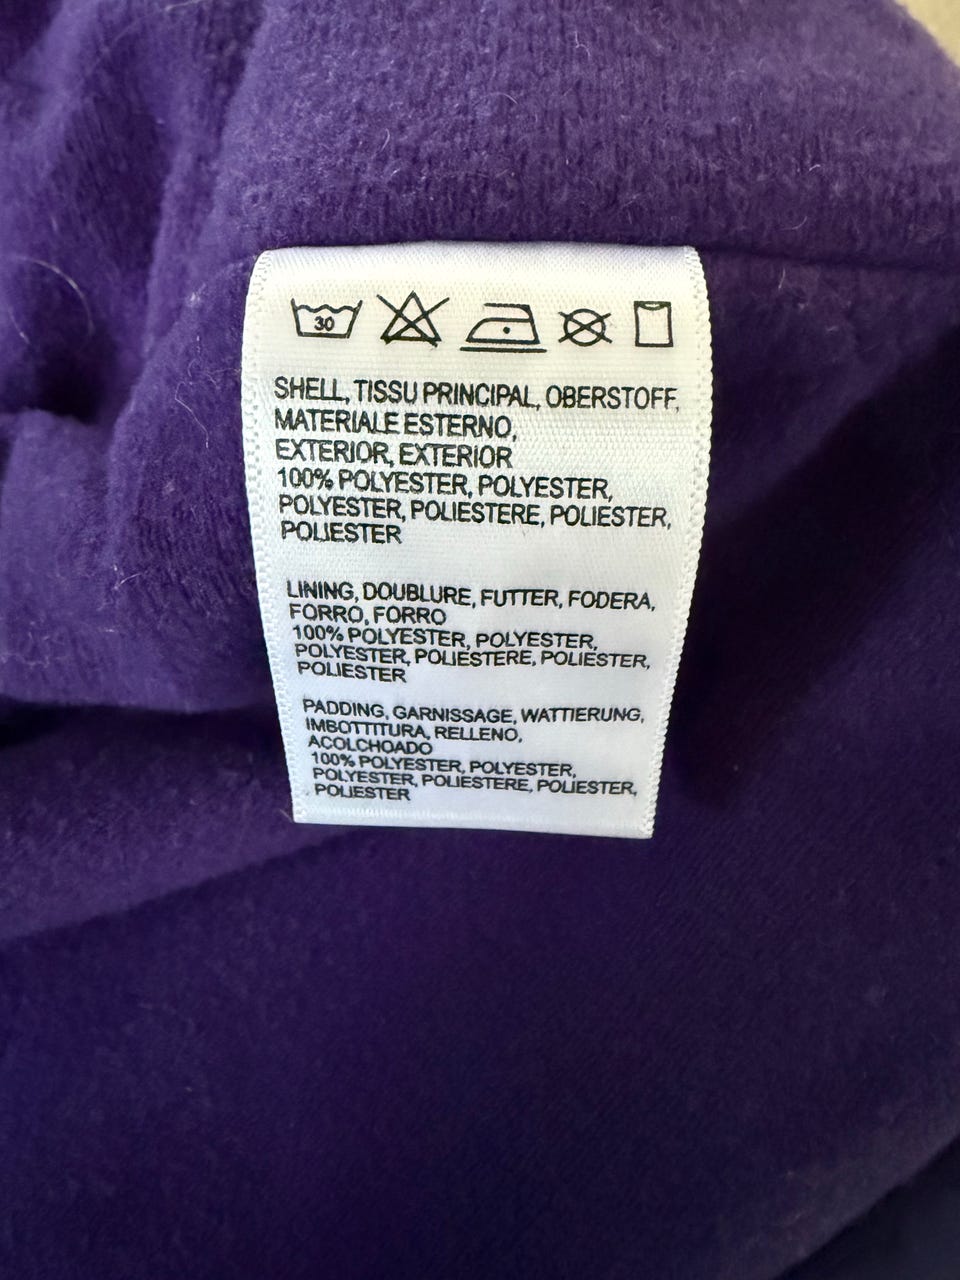 30
SHELL, TISSU PRINCIPAL, OBERSTOFF,
MATERIALE ESTERNO,
EXTERIOR, EXTERIOR
100% POLYESTER, POLYESTER,
POLYESTER, POLIESTERE, POLIESTER,
POLIESTER
LINING, DOUBLURE, FUTTER, FODERA,
FORRO, FORRO
100% POLYESTER, POLYESTER,
POLYESTER, POLIESTERE, POLIESTER,
POLIESTER
PADDING, GARNISSAGE, WATTIERUNG,
IMBOTTITURA, RELLENO,
ACOLCHOADO
100% POLYESTER, POLYESTER,
POLYESTER, POLIESTERE, POLIESTER,
POLIESTER